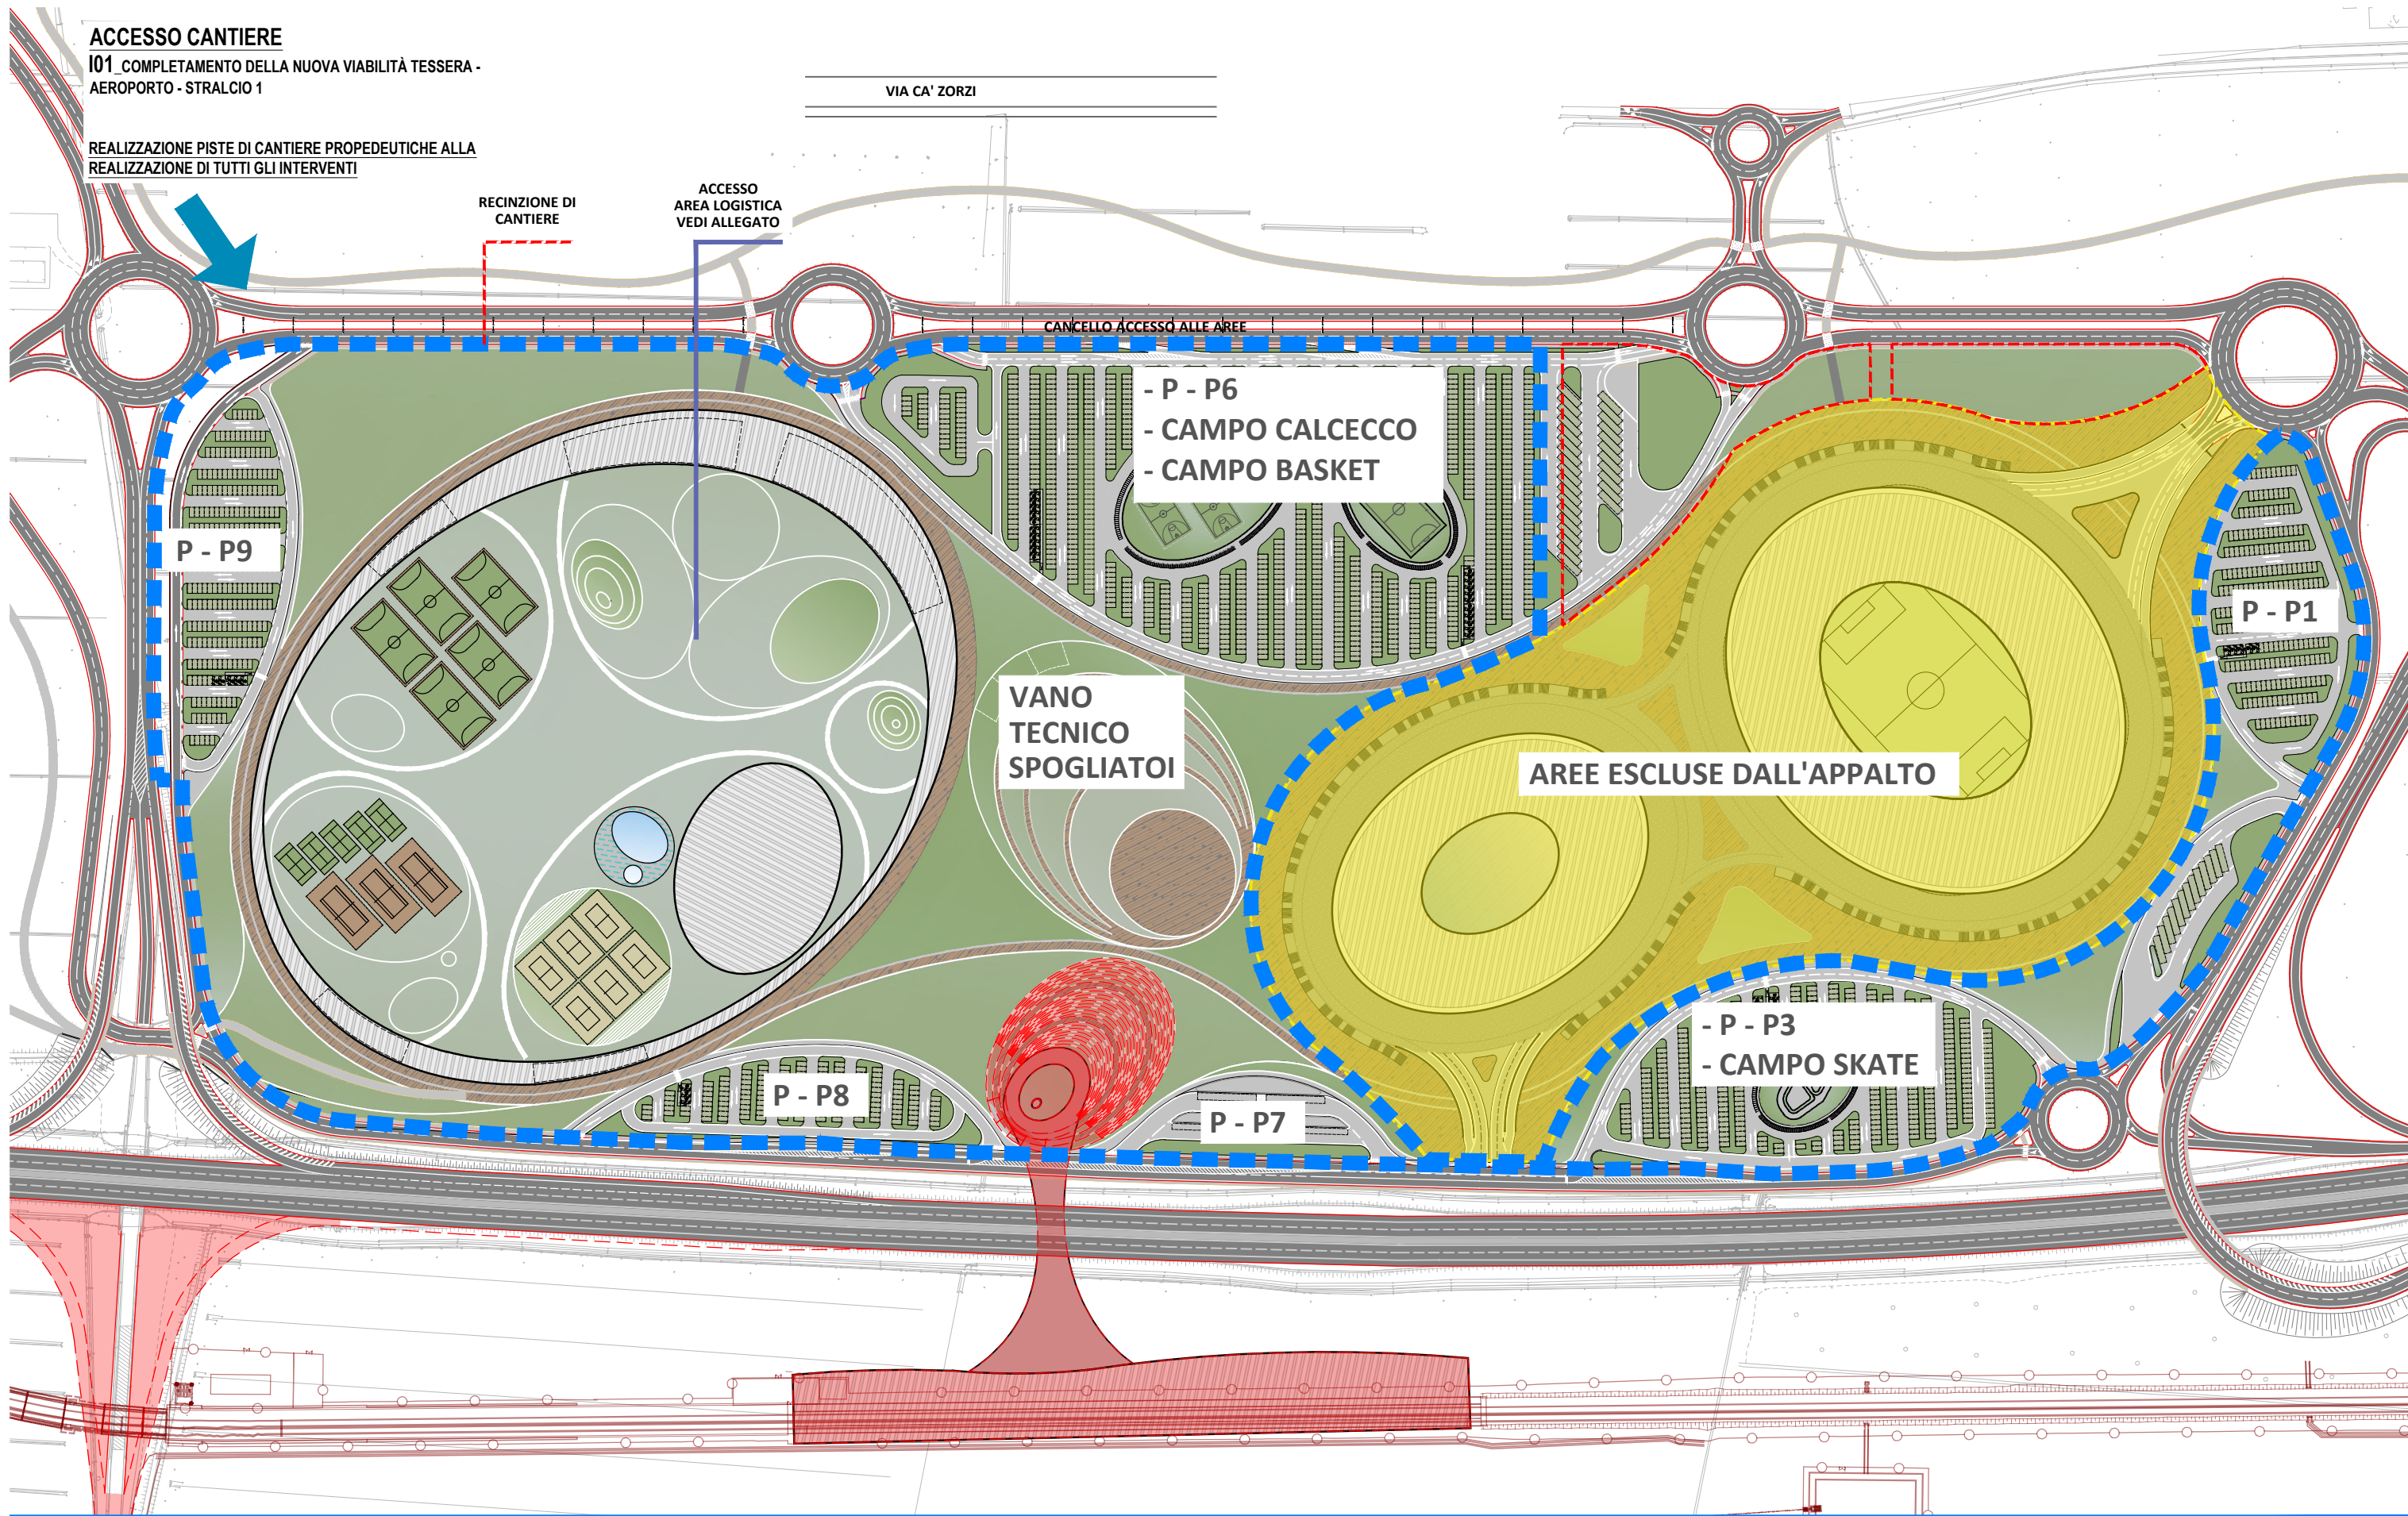 ACCESSO CANTIERE
I01_COMPLETAMENTO DELLA NUOVA VIABILITÀ TESSERA -
AEROPORTO - STRALCIO 1
REALIZZAZIONE PISTE DI CANTIERE PROPEDEUTICHE ALLA
REALIZZAZIONE DI TUTTI GLI INTERVENTI
VIA CA' ZORZI
RECINZIONE DI
CANTIERE
ACCESSO
AREA LOGISTICA
VEDI ALLEGATO
CANCELLO ACCESSO ALLE AREE
- P - P6
- CAMPO CALCECCO
- CAMPO BASKET
P - P9
P - P1
VANO
TECNICO
SPOGLIATOI
AREE ESCLUSE DALL'APPALTO
- P - P3
- CAMPO SKATE
P - P8
P - P7